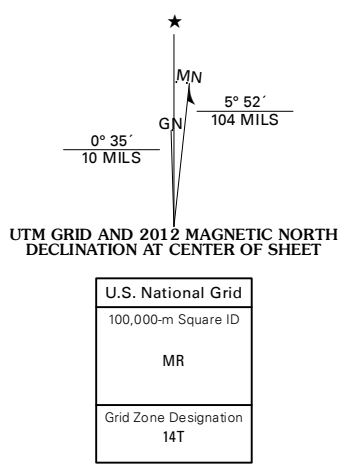 ★
MN
GN
5° 52´
104 MILS
0° 35´
10 MILS
UTM GRID AND 2012 MAGNETIC NORTH
DECLINATION AT CENTER OF SHEET
U.S. National Grid
100,000-m Square ID
MR
Grid Zone Designation
14T